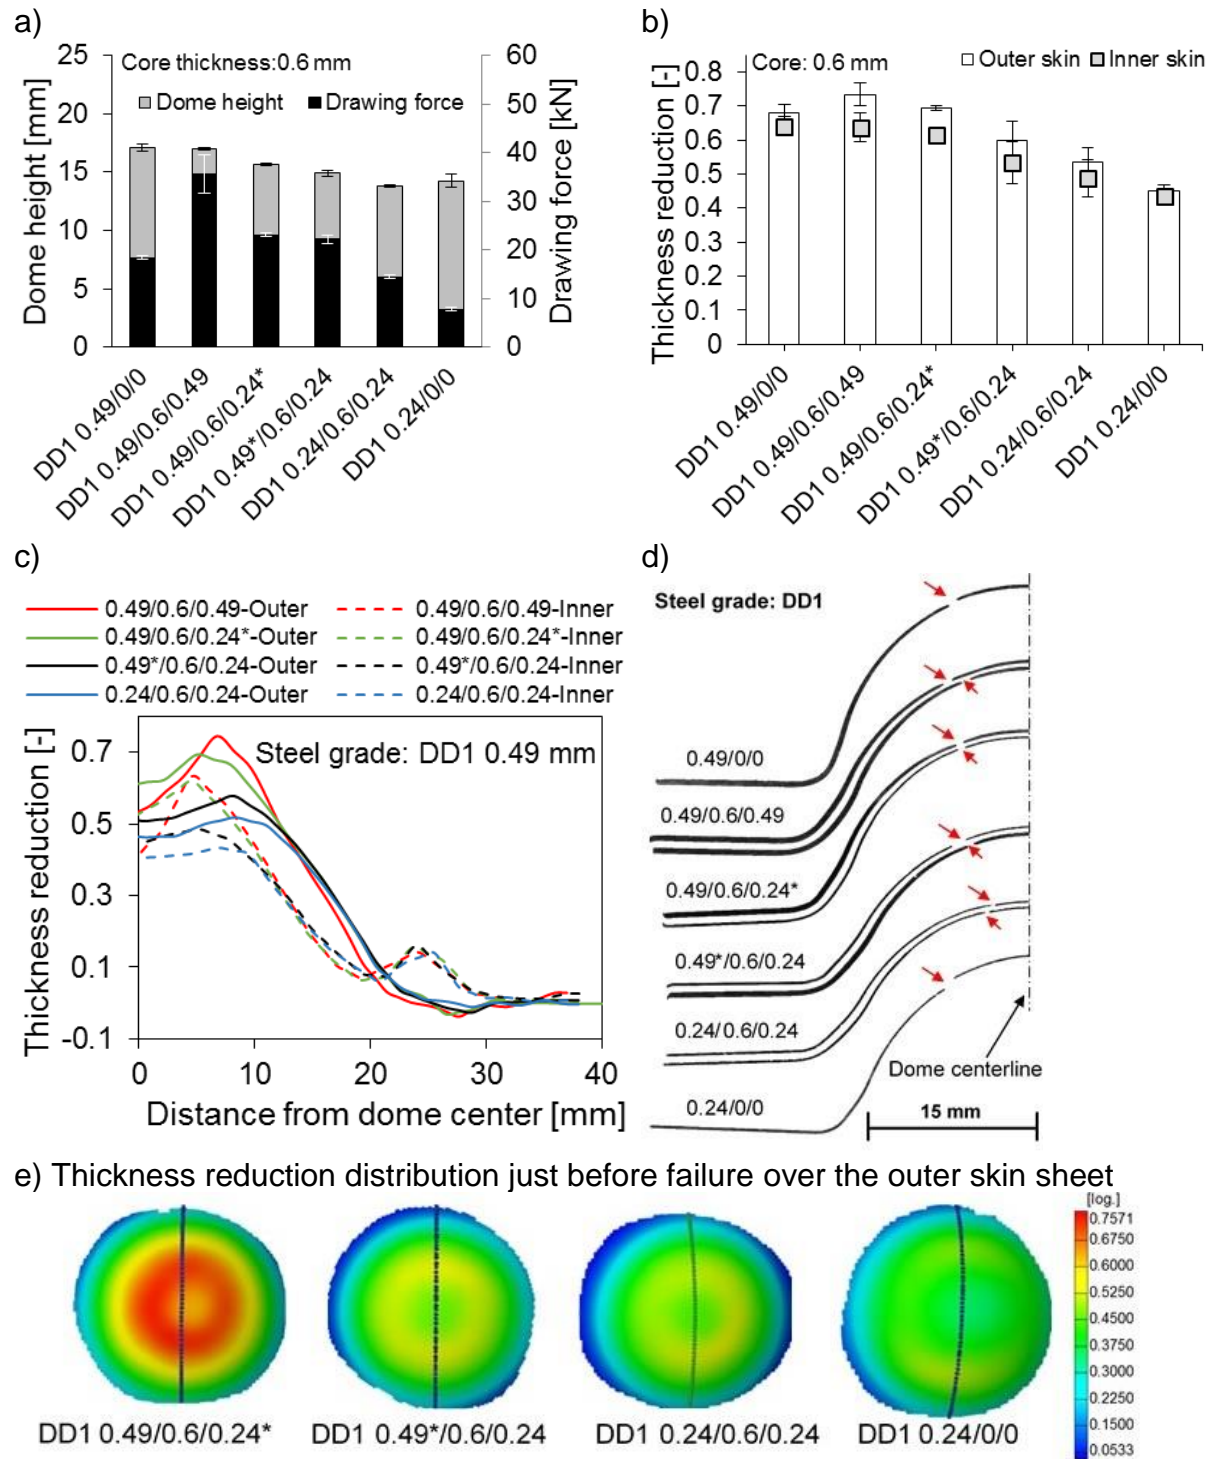 a)
25
20
15
10
5
0
Dome height [mm]
Core thickness:0.6 mm
Dome height
Drawing force
60
50
40
30
20
10
0
Drawing force [kN]
DD1 0.49/0/0
DD1 0.49/0.6/0.49
DD1 0.49/0.6/0.24*
DD1 0.49*/0.6/0.24
DD1 0.24/0.6/0.24
DD1 0.24/0/0
b)
0.8
0.7
0.6
0.5
0.4
0.3
0.2
0.1
0
Thickness reduction [-]
Core: 0.6 mm
Outer skin
Inner skin
DD1 0.49/0/0
DD1 0.49/0.6/0.49
DD1 0.49/0.6/0.24*
DD1 0.49*/0.6/0.24
DD1 0.24/0.6/0.24
DD1 0.24/0/0
c)
0.49/0.6/0.49-Outer
0.49/0.6/0.49-Inner
0.49/0.6/0.24*-Outer
0.49/0.6/0.24*-Inner
0.49*/0.6/0.24-Outer
0.49*/0.6/0.24-Inner
0.24/0.6/0.24-Outer
0.24/0.6/0.24-Inner
Thickness reduction [-]
0.7
0.5
0.3
0.1
-0.1
Steel grade: DD1 0.49 mm
0
10
20
30
40
Distance from dome center [mm]
d)
Steel grade: DD1
0.49/0/0
0.49/0.6/0.49
0.49/0.6/0.24*
0.49*/0.6/0.24
0.24/0.6/0.24
0.24/0/0
Dome centerline
15 mm
e) Thickness reduction distribution just before failure over the outer skin sheet
[log.]
0.7571
0.6750
0.6000
0.5250
0.4500
0.3750
0.3000
0.2250
0.1500
0.0533
DD1 0.49/0.6/0.24*
DD1 0.49*/0.6/0.24
DD1 0.24/0.6/0.24
DD1 0.24/0/0